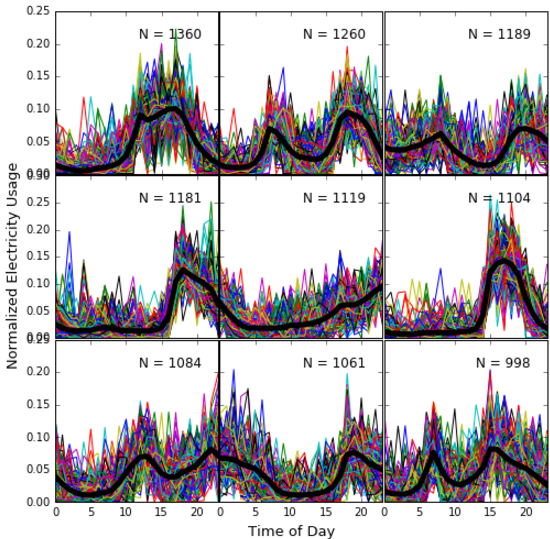 0.25
0.20
0.15
0.10
0.05
0.00
N = 1360
N = 1260
N = 1189
0.30
0.25
0.20
0.15
0.10
0.05
0.00
N = 1181
N = 1119
N = 1104
0.25
0.20
0.15
0.10
0.05
0.00
N = 1084
N = 1061
N = 998
0 5 10 15 20 0 5 10 15 20 0 5 10 15 20
Normalized Electricity Usage
Time of Day